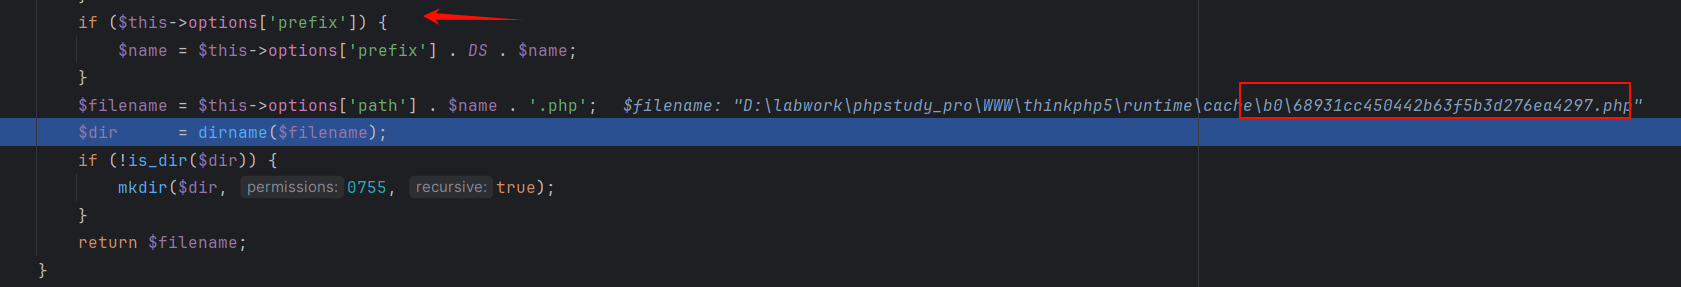 if ($this->options['prefix']) {
$name = $this->options['prefix'] . DS . $name;
}
$filename = $this->options['path'] . $name . '.php'; $filename: "D:\labwork\phpstudy_pro\WWW\thinkphp5\runtime\cache\b0\68931cc450442b63f5b3d276ea4297.php"
$dir = dirname($filename);
if (!is_dir($dir)) {
mkdir($dir, permissions: 0755, recursive: true);
}
return $filename;
}